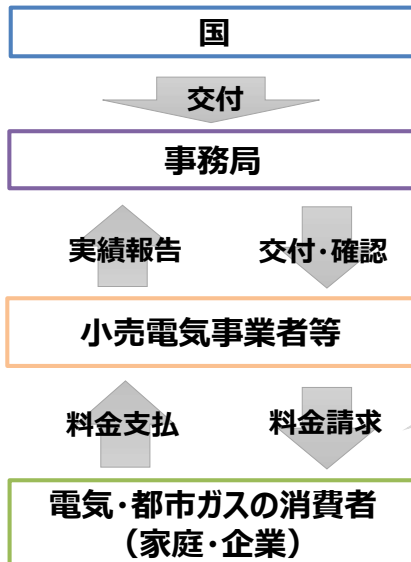 国
交付
事務局
実績報告
交付・確認
小売電気事業者等
料金支払
料金請求
電気・都市ガスの消費者
（家庭・企業）